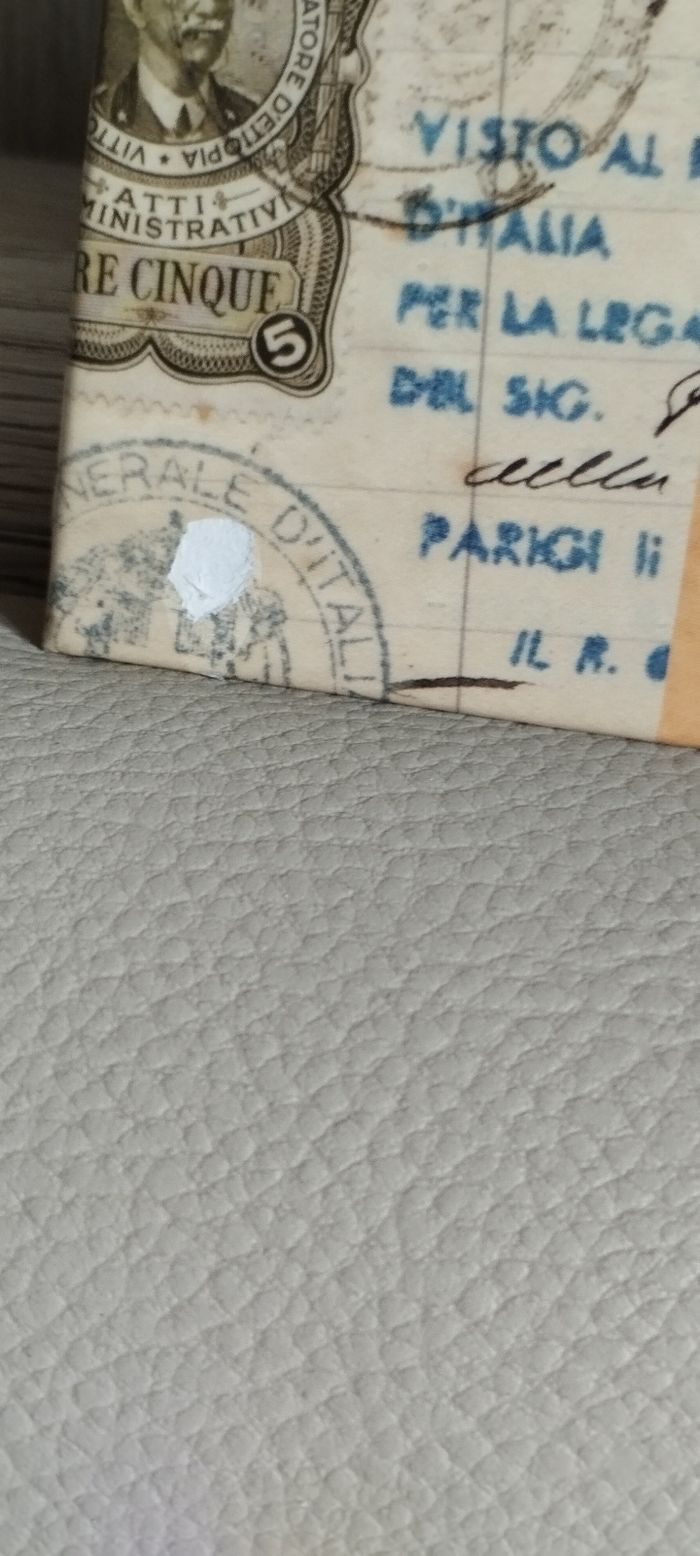 ATORE D'ETIOPIA ★ VITTO
ATTI
MINISTRATIVI
RE CINQUE
5
NERALE D'ITALI
VISTO AL
D'ITALIA
PER LA LEGA
DEL SIG.
della
PARIGI li
IL R.